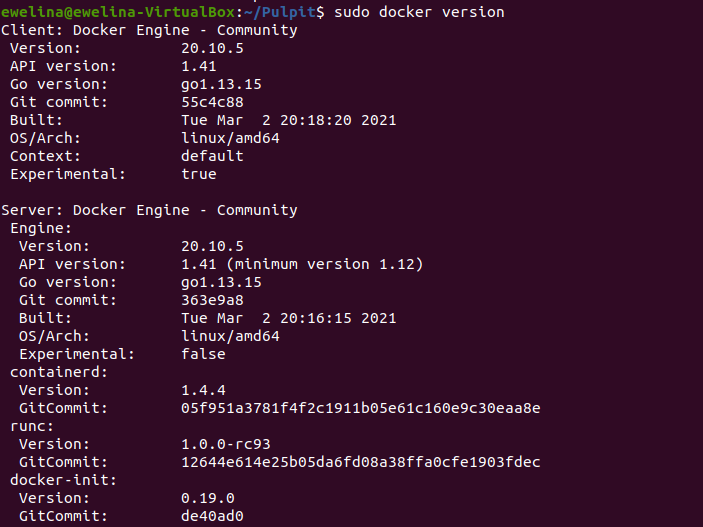 ewelina@ewelina-VirtualBox:~/Pulpit$ sudo docker version
Client: Docker Engine - Community
 Version:           20.10.5
 API version:       1.41
 Go version:        go1.13.15
 Git commit:        55c4c88
 Built:             Tue Mar  2 20:18:20 2021
 OS/Arch:           linux/amd64
 Context:           default
 Experimental:      true

Server: Docker Engine - Community
 Engine:
  Version:          20.10.5
  API version:      1.41 (minimum version 1.12)
  Go version:       go1.13.15
  Git commit:       363e9a8
  Built:            Tue Mar  2 20:16:15 2021
  OS/Arch:          linux/amd64
  Experimental:     false
 containerd:
  Version:          1.4.4
  GitCommit:        05f951a3781f4f2c1911b05e61c160e9c30eaa8e
 runc:
  Version:          1.0.0-rc93
  GitCommit:        12644e614e25b05da6fd08a38ffa0cfe1903fdec
 docker-init:
  Version:          0.19.0
  GitCommit:        de40ad0